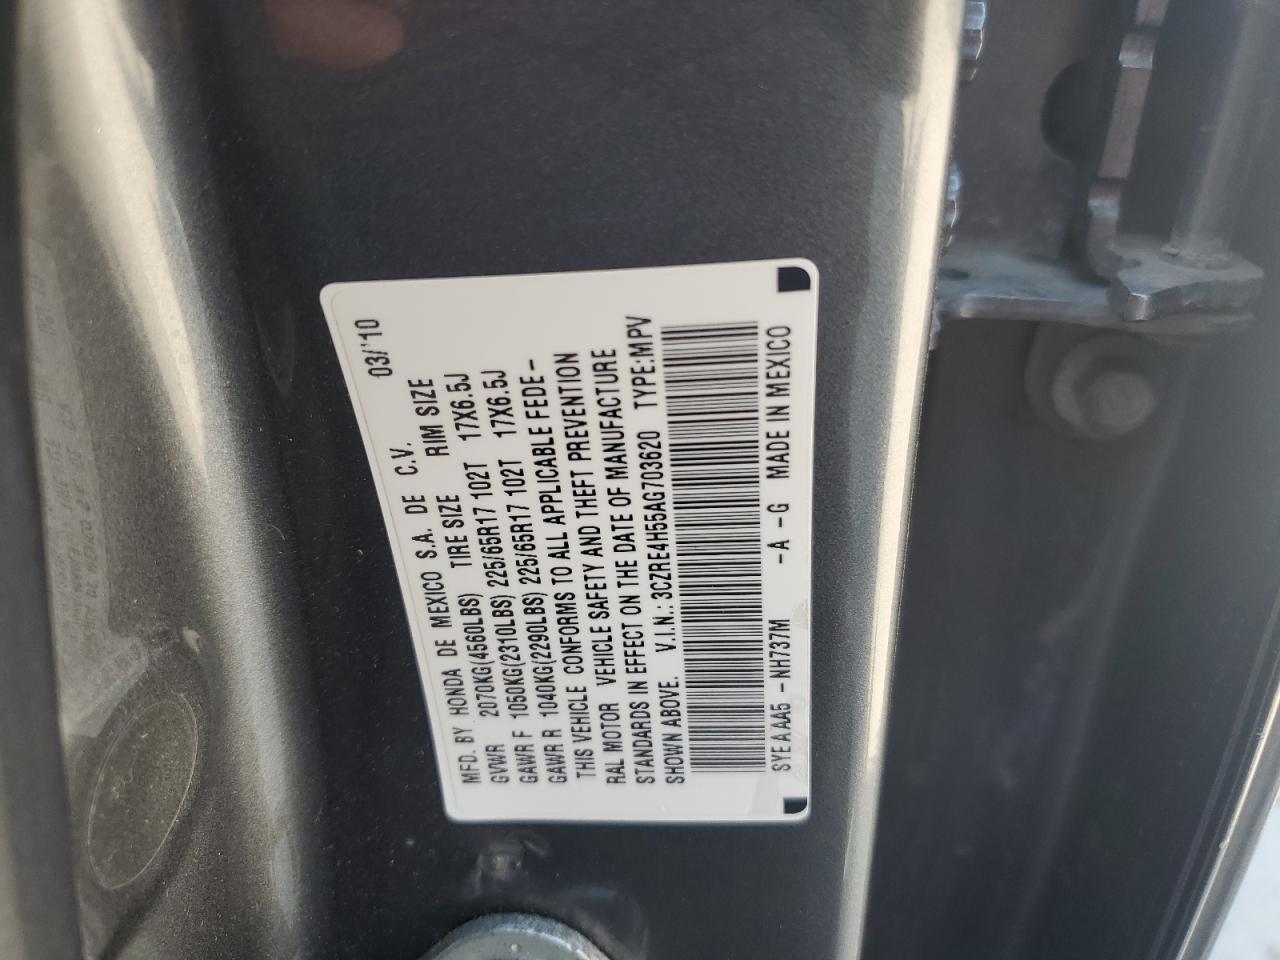 03/'10
MFD. BY HONDA DE MEXICO S.A. DE C.V.
GVWR 2070KG(4560LBS) TIRE SIZE RIM SIZE
GAWR F 1050KG(2310LBS) 225/65R17 102T 17X6.5J
GAWR R 1040KG(2290LBS) 225/65R17 102T 17X6.5J
THIS VEHICLE CONFORMS TO ALL APPLICABLE FEDE-
RAL MOTOR VEHICLE SAFETY AND THEFT PREVENTION
STANDARDS IN EFFECT ON THE DATE OF MANUFACTURE
SHOWN ABOVE. V.I.N.: 3CZRE4H55AG703620 TYPE:MPV
SYEAAA5 -NH737M -A -G MADE IN MEXICO